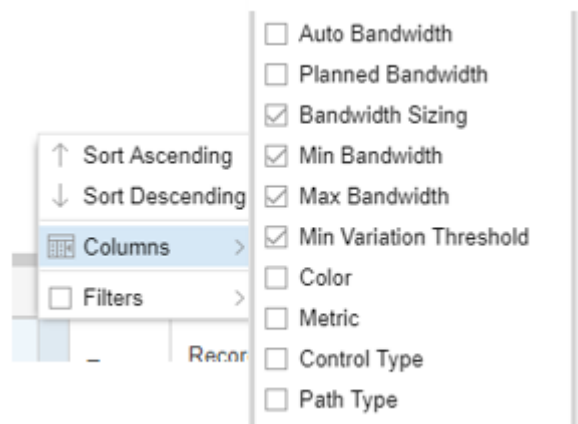 Sort Ascending
Sort Descending
Columns
Filters
Auto Bandwidth
Planned Bandwidth
Bandwidth Sizing
Min Bandwidth
Max Bandwidth
Min Variation Threshold
Color
Metric
Control Type
Path Type